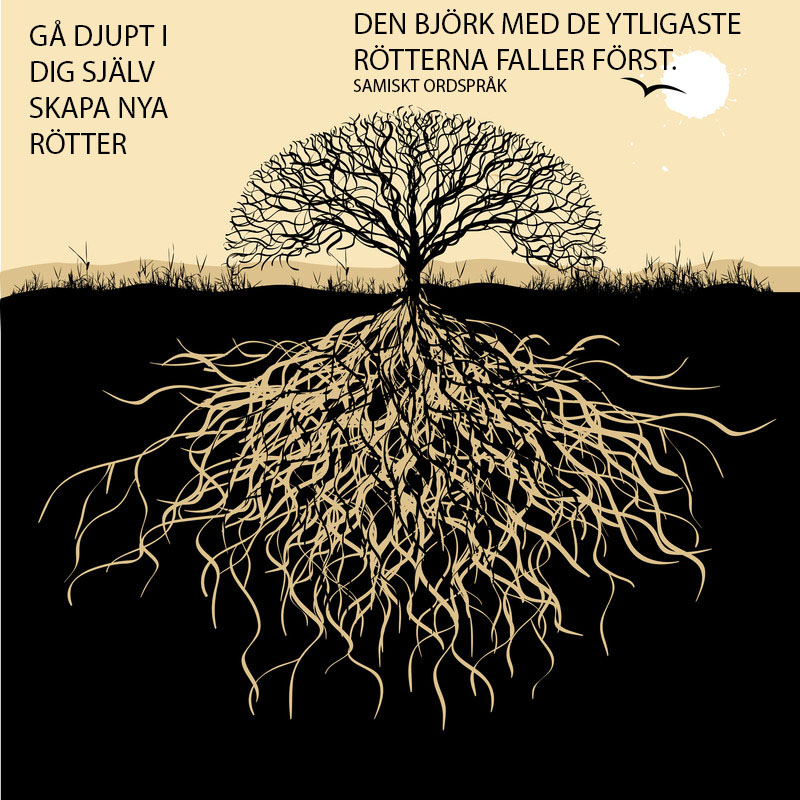 GÅ DJUPT I
DIG SJÄLV
SKAPA NYA
RÖTTER
DEN BJÖRK MED DE YTLIGASTE
RÖTTERNA FALLER FÖRST.
SAMISKT ORDSPRÅK